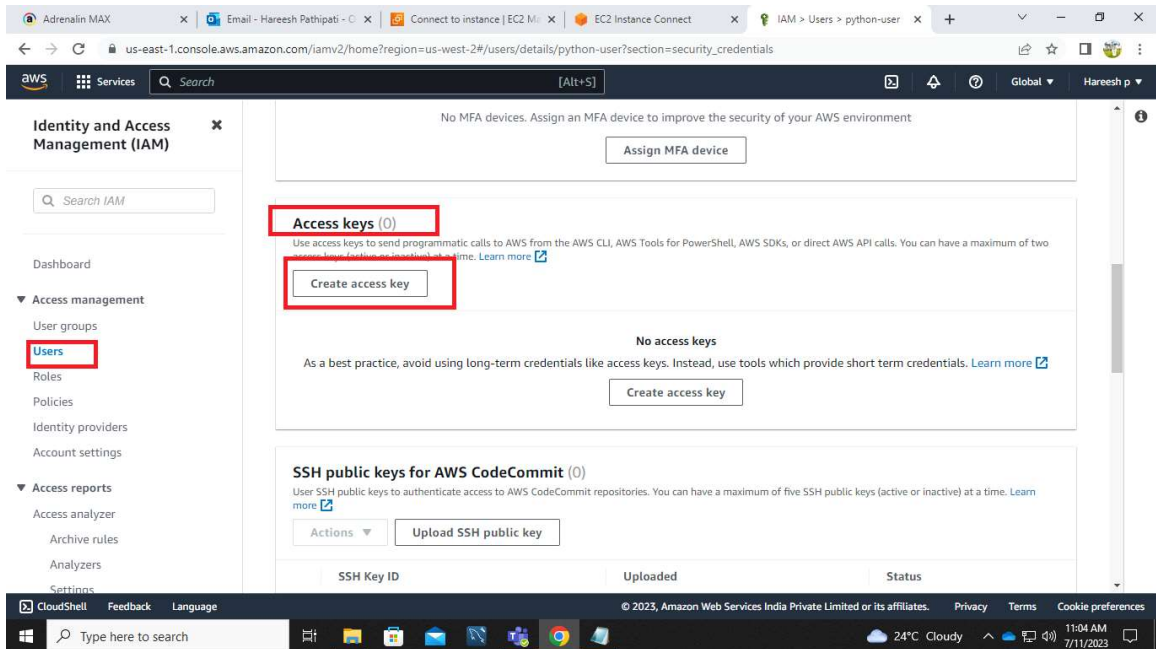 Adrenalin MAX
Email - Hareesh Pathipati - O
Connect to instance | EC2 Ma
EC2 Instance Connect
IAM > Users > python-user
us-east-1.console.aws.amazon.com/iamv2/home?region=us-west-2#/users/details/python-user?section=security_credentials
aws
Services
Search
[Alt+S]
Global
Hareesh p
Identity and Access
Management (IAM)
Search IAM
Dashboard
Access management
User groups
Users
Roles
Policies
Identity providers
Account settings
Access reports
Access analyzer
Archive rules
Analyzers
Settings
No MFA devices. Assign an MFA device to improve the security of your AWS environment
Assign MFA device
Access keys (0)
Use access keys to send programmatic calls to AWS from the AWS CLI, AWS Tools for PowerShell, AWS SDKs, or direct AWS API calls. You can have a maximum of two
access keys (active or inactive) at a time. Learn more
Create access key
No access keys
As a best practice, avoid using long-term credentials like access keys. Instead, use tools which provide short term credentials. Learn more
Create access key
SSH public keys for AWS CodeCommit (0)
User SSH public keys to authenticate access to AWS CodeCommit repositories. You can have a maximum of five SSH public keys (active or inactive) at a time. Learn
more
Actions
Upload SSH public key
SSH Key ID
Uploaded
Status
CloudShell
Feedback
Language
© 2023, Amazon Web Services India Private Limited or its affiliates.
Privacy
Terms
Cookie preferences
Type here to search
24°C Cloudy
11:04 AM
7/11/2023